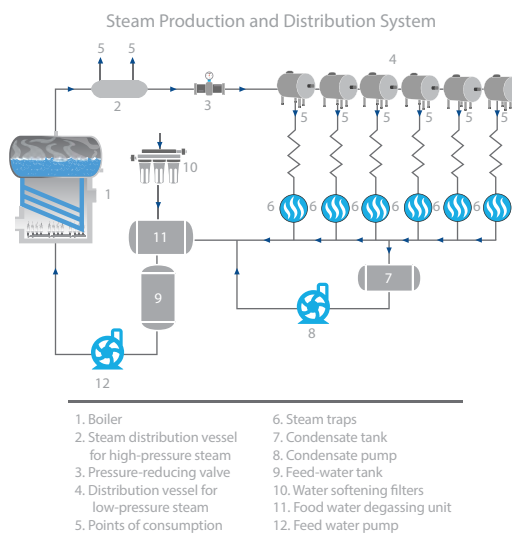 Steam Production and Distribution System
5 5
4
2
3
5 5 5 5 5 5
10
1
6 6 6 6 6 6
11
7
9
8
12
1. Boiler
2. Steam distribution vessel
for high-pressure steam
3. Pressure-reducing valve
4. Distribution vessel for
low-pressure steam
5. Points of consumption
6. Steam traps
7. Condensate tank
8. Condensate pump
9. Feed-water tank
10. Water softening filters
11. Food water degassing unit
12. Feed water pump